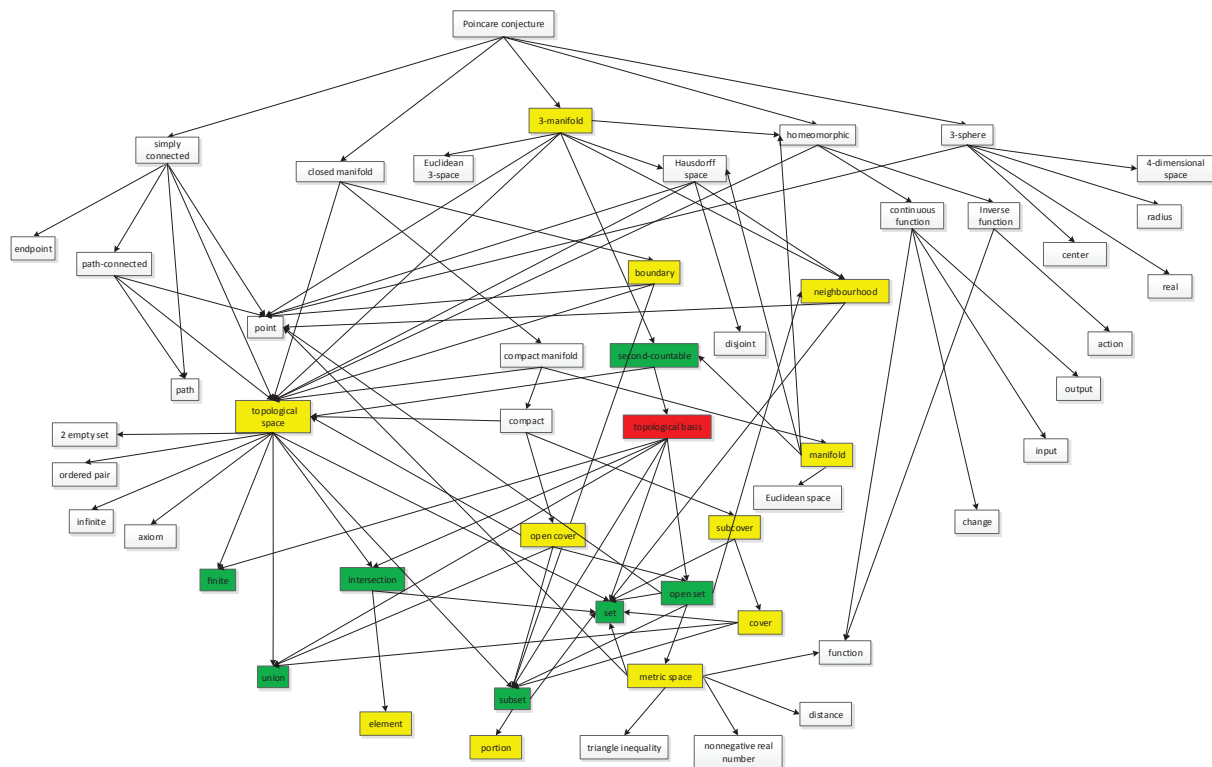 Poincare conjecture
3-manifold
homeomorphic
3-sphere
simply
connected
closed manifold
Euclidean
3-space
Hausdorff
space
4-dimensional
space
continuous
function
Inverse
function
radius
endpoint
path-connected
center
boundary
neighbourhood
real
point
disjoint
action
compact manifold
second-countable
path
output
topological
space
compact
topological basis
2 empty set
manifold
input
ordered pair
Euclidean space
infinite
axiom
open cover
subcover
change
finite
intersection
open set
set
cover
function
union
subset
metric space
element
distance
portion
triangle inequality
nonnegative real
number